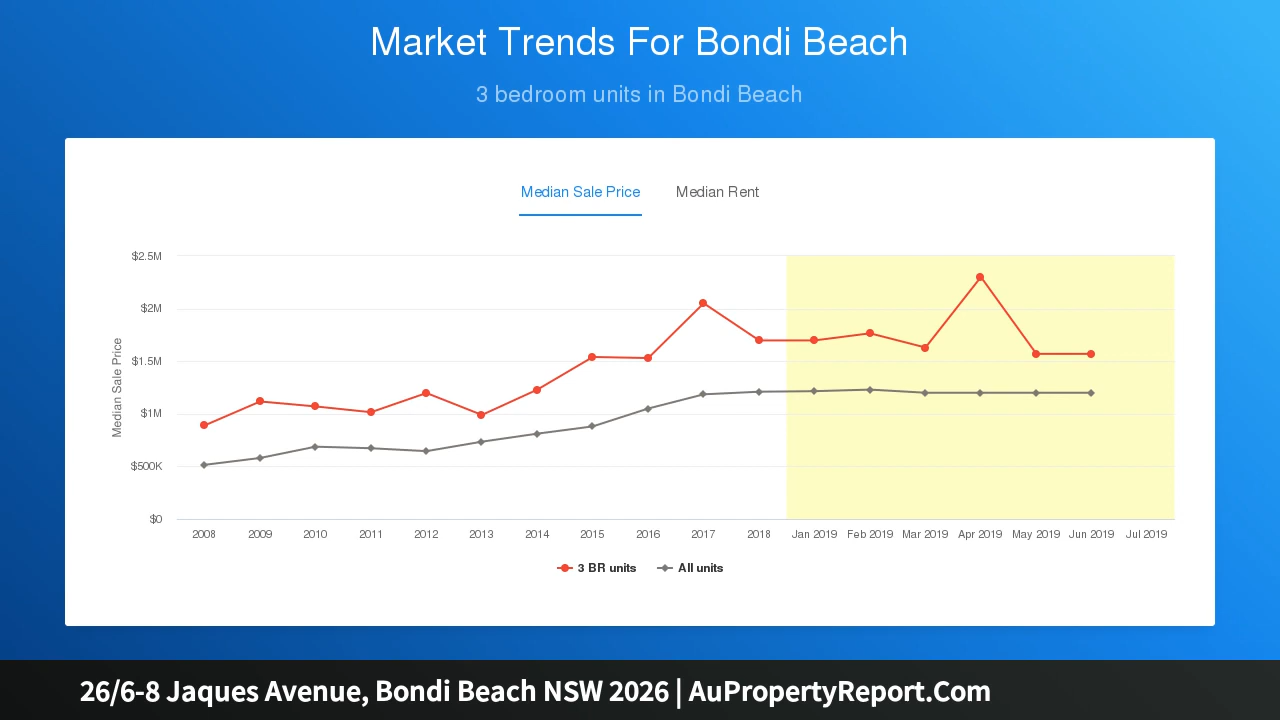 Market Trends For Bondi Beach
3 bedroom units in Bondi Beach
Median Sale Price Median Rent
$2.5M
$2M
$1.5M
$1M
$500K
$0
Median Sale Price
2008 2009 2010 2011 2012 2013 2014 2015 2016 2017 2018 Jan 2019 Feb 2019 Mar 2019 Apr 2019 May 2019 Jun 2019 Jul 2019
3 BR units All units
26/6-8 Jaques Avenue, Bondi Beach NSW 2026 | AuPropertyReport.Com